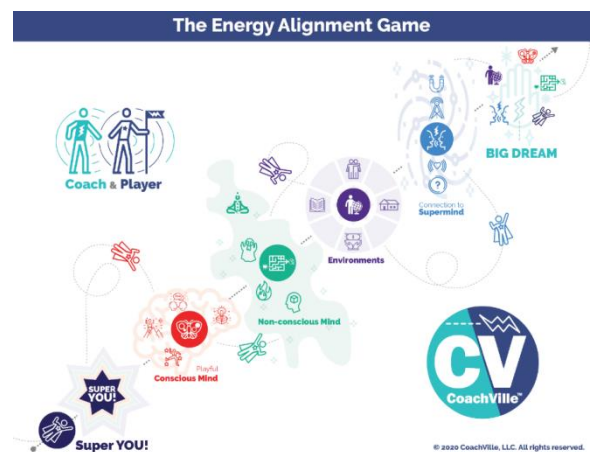 The Energy Alignment Game
Coach & Player
BIG DREAM
Connection to
Supermind
?
Environments
Non-conscious Mind
Playful
Conscious Mind
SUPER
YOU!
Super YOU!
CV
CoachVille™
© 2020 CoachVille, LLC. All rights reserved.